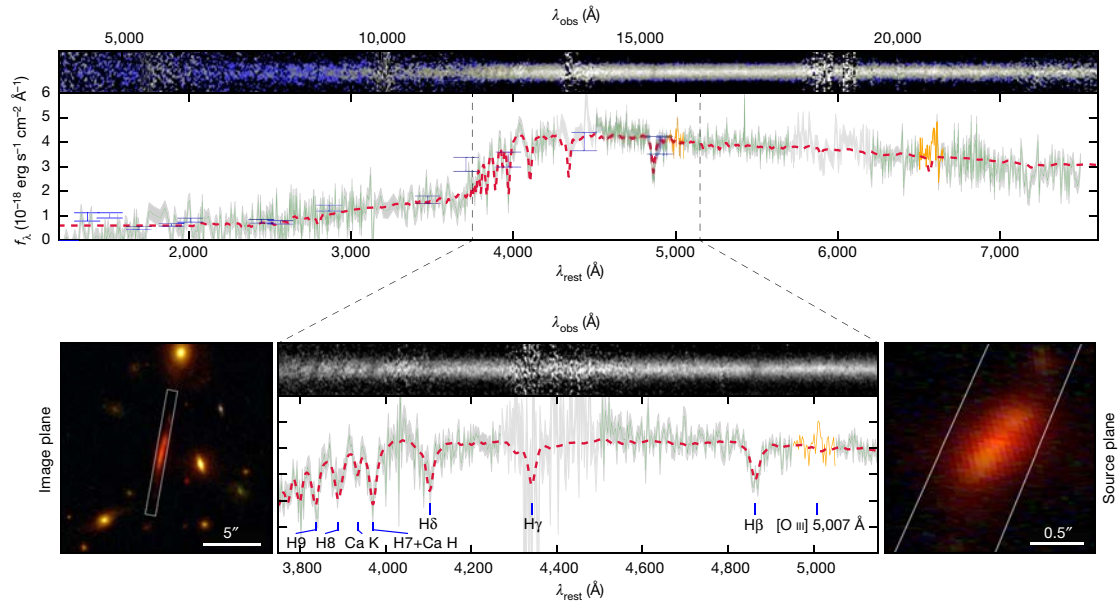 λobs (Å)
5,000 10,000 15,000 20,000
fλ (10⁻¹⁸ erg s⁻¹ cm⁻² Å⁻¹)
6
5
4
3
2
1
0
2,000 3,000 4,000 5,000 6,000 7,000
λrest (Å)
λobs (Å)
Image plane
5″
Hδ Hγ Hβ [O III] 5,007 Å
H9 H8 Ca K H7+Ca H
3,800 4,000 4,200 4,400 4,600 4,800 5,000
λrest (Å)
0.5″
Source plane